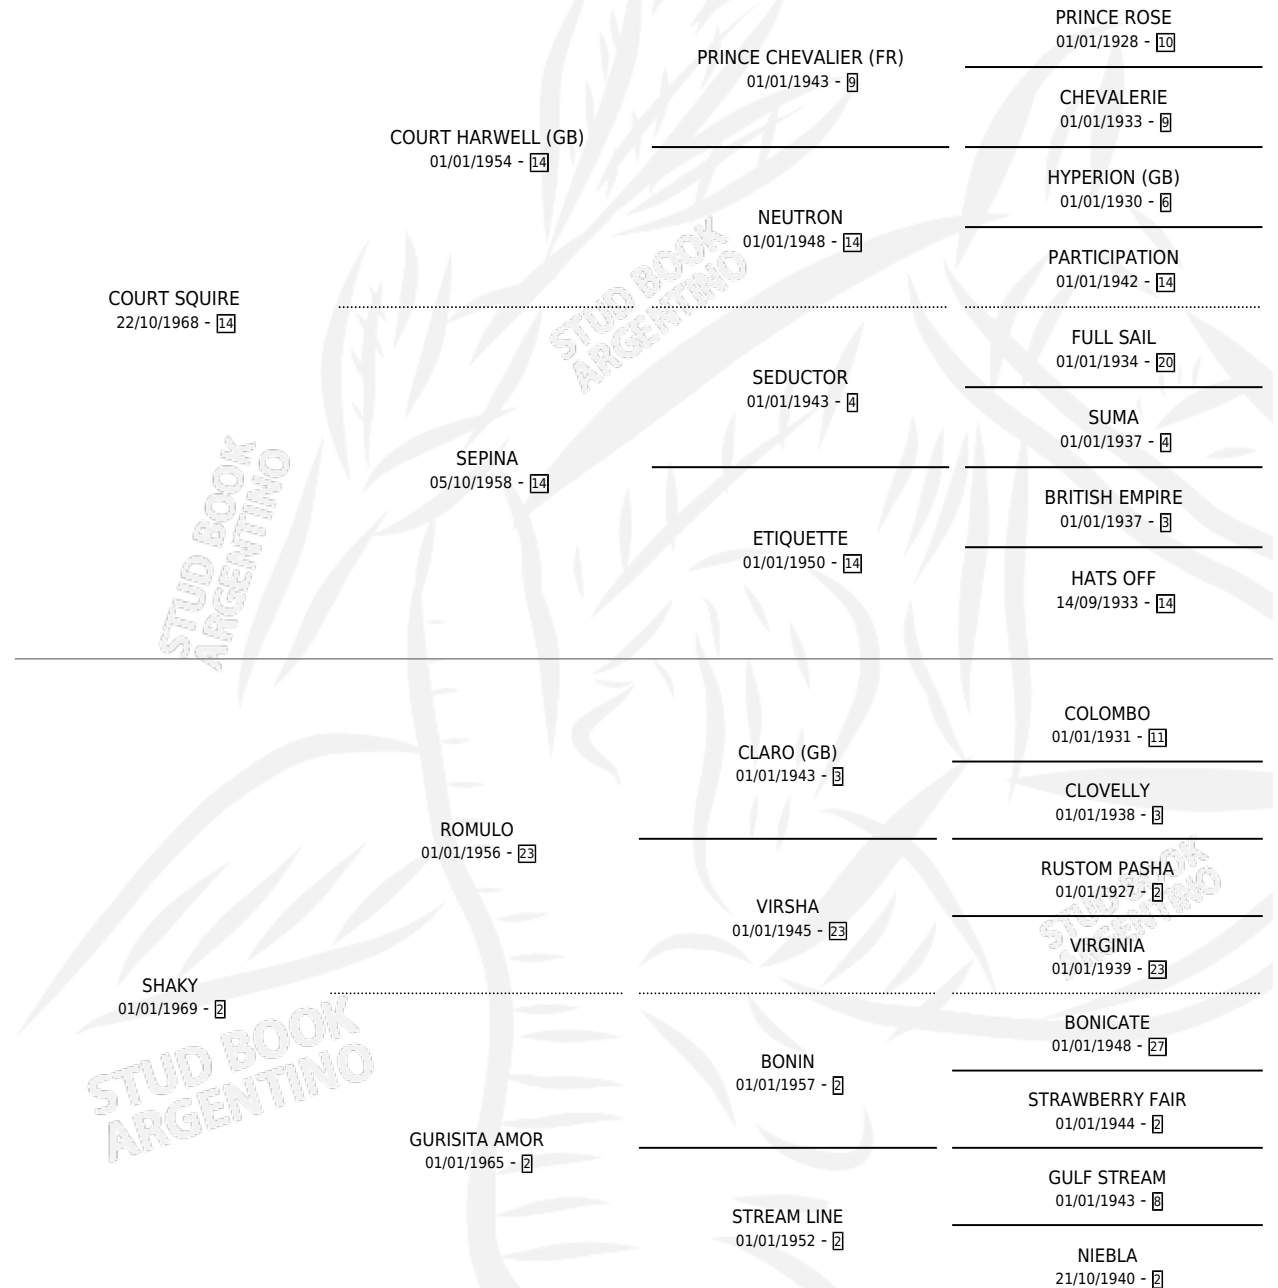 PRINCE ROSE
01/01/1928 - 10
PRINCE CHEVALIER (FR)
01/01/1943 - 9
CHEVALERIE
01/01/1933 - 9
COURT HARWELL (GB)
01/01/1954 - 14
HYPERION (GB)
01/01/1930 - 6
NEUTRON
01/01/1948 - 14
PARTICIPATION
01/01/1942 - 14
COURT SQUIRE
22/10/1968 - 14
STUD BOOK
ARGENTINO
FULL SAIL
01/01/1934 - 20
SEDUCTOR
01/01/1943 - 4
SUMA
01/01/1937 - 4
SEPINA
05/10/1958 - 14
BRITISH EMPIRE
01/01/1937 - 3
ETIQUETTE
01/01/1950 - 14
HATS OFF
14/09/1933 - 14
STUD BOOK
ARGENTINO
COLOMBO
01/01/1931 - 11
CLARO (GB)
01/01/1943 - 3
CLOVELLY
01/01/1938 - 3
ROMULO
01/01/1956 - 23
RUSTOM PASHA
01/01/1927 - 2
VIRSHA
01/01/1945 - 23
VIRGINIA
01/01/1939 - 23
STUD BOOK
ARGENTINO
SHAKY
01/01/1969 - 2
BONICATE
01/01/1948 - 27
BONIN
01/01/1957 - 2
STRAWBERRY FAIR
01/01/1944 - 2
STUD BOOK
ARGENTINO
GURISITA AMOR
01/01/1965 - 2
GULF STREAM
01/01/1943 - 8
STREAM LINE
01/01/1952 - 2
NIEBLA
21/10/1940 - 2